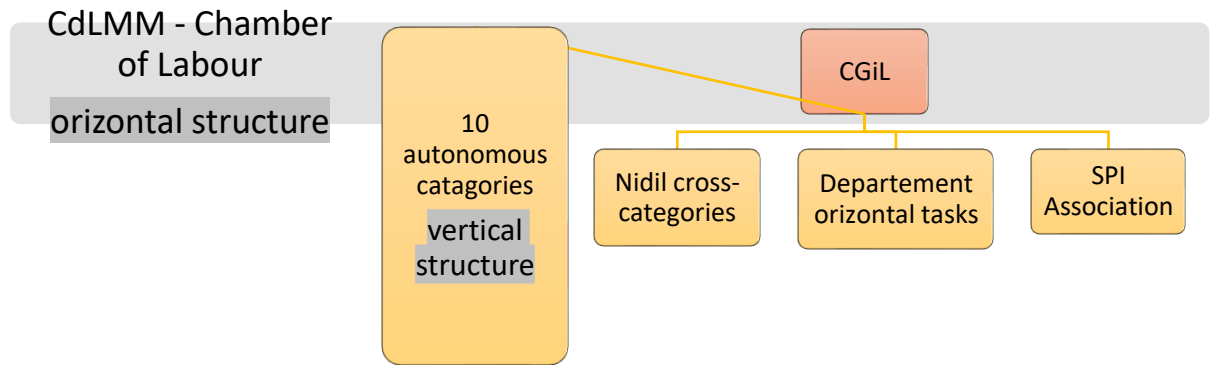 CdLMM - Chamber
of Labour
orizontal structure
10
autonomous
catagories
vertical
structure
CGiL
Nidil cross-
categories
Departement
orizontal tasks
SPI
Association